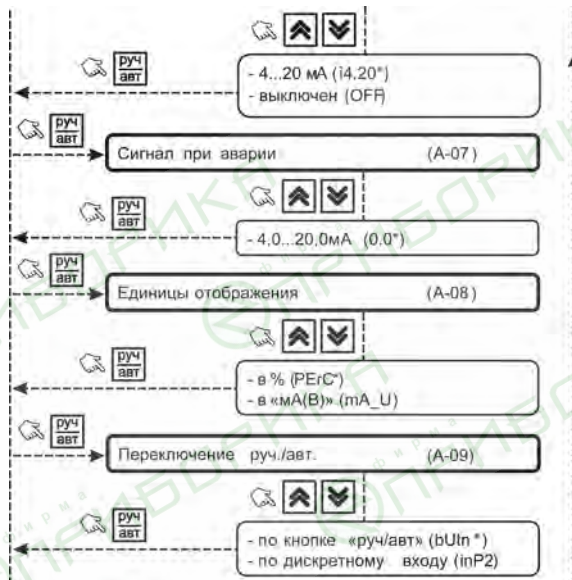 руч
авт
- 4...20 мА (i4.20*)
- выключен (OFF)
руч
авт
Сигнал при аварии (А-07)
руч
авт
- 4,0...20,0мА (0.0*)
руч
авт
Единицы отображения (А-08)
руч
авт
- в % (PErC*)
- в «мА(В)» (mA_U)
руч
авт
Переключение руч./авт. (А-09)
руч
авт
- по кнопке «руч/авт» (bUtn*)
- по дискретному входу (inP2)
фирма
ПРИБОРИКА